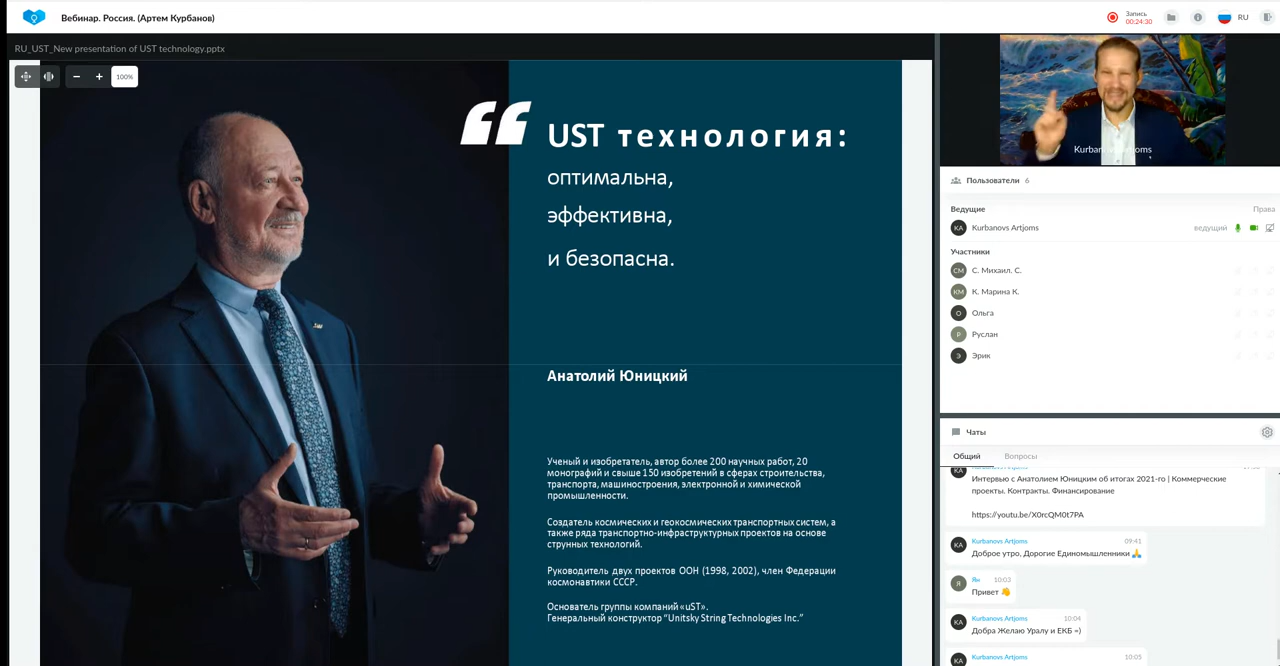 Вебинар. Россия. (Артем Курбанов)
Запись
00:24:30
RU
RU_UST_New presentation of UST technology.pptx
100%
“ UST технология:
оптимальна,
эффективна,
и безопасна.
Анатолий Юницкий
Ученый и изобретатель, автор более 200 научных работ, 20
монографий и свыше 150 изобретений в сферах строительства,
транспорта, машиностроения, электронной и химической
промышленности.
Создатель космических и геокосмических транспортных систем, а
также ряда транспортно-инфраструктурных проектов на основе
струнных технологий.
Руководитель двух проектов ООН (1998, 2002), член Федерации
космонавтики СССР.
Основатель группы компаний «uST».
Генеральный конструктор “Unitsky String Technologies Inc.”
Пользователи 6
Ведущие Права
KA Kurbanovs Artjoms ведущий
Участники
СМ С. Михаил. С.
КМ К. Марина К.
О Ольга
Р Руслан
Э Эрик
Чаты
Общий Вопросы
KA
Интервью с Анатолием Юницким об итогах 2021-го | Коммерческие
проекты. Контракты. Финансирование
https://youtu.be/X0rcQM0t7PA
KA Kurbanovs Artjoms 09:41
Доброе утро, Дорогие Единомышленники 🙏
Я Ян 10:03
Привет 👋
KA Kurbanovs Artjoms 10:04
Добра Желаю Уралу и ЕКБ =)
KA Kurbanovs Artjoms 10:05